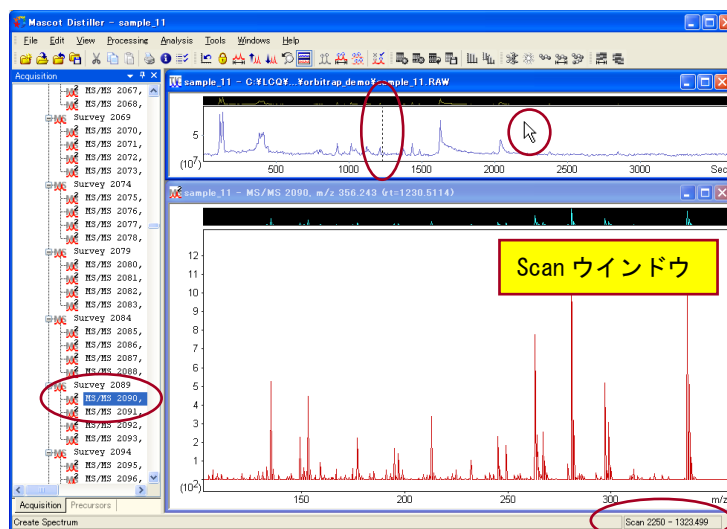 Mascot Distiller - sample_11
File Edit View Processing Analysis Tools Windows Help
Acquisition
MS/MS 2067,
MS/MS 2068,
Survey 2069
MS/MS 2070,
MS/MS 2071,
MS/MS 2072,
MS/MS 2073,
Survey 2074
MS/MS 2075,
MS/MS 2076,
MS/MS 2077,
MS/MS 2078,
Survey 2079
MS/MS 2080,
MS/MS 2081,
MS/MS 2082,
MS/MS 2083,
Survey 2084
MS/MS 2085,
MS/MS 2086,
MS/MS 2087,
MS/MS 2088,
Survey 2089
MS/MS 2090,
MS/MS 2091,
MS/MS 2092,
MS/MS 2093,
Survey 2094
MS/MS 2095,
MS/MS 2096,
Acquisition Precursors
sample_11 - C:¥LCQ¥...¥orbitrap_demo¥sample_11.RAW
5
(10⁷)
500 1000 1500 2000 2500 3000 Sec
sample_11 - MS/MS 2090, m/z 356.243 (rt=1230.5114)
Scan ウインドウ
12
11
10
9
8
7
6
5
4
3
2
1
0
(10²)
150 200 250 300 m/z
Create Spectrum
Scan 2250 - 1323.499